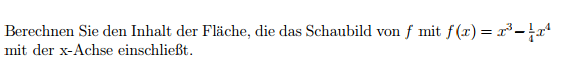 Berechnen Sie den Inhalt der Fläche, die das Schaubild von f mit f(x) = x³ − ¼x⁴
mit der x-Achse einschließt.